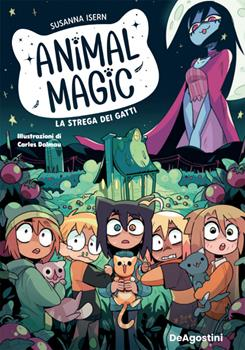 SUSANNA ISERN
ANIMAL
MAGIC
LA STREGA DEI GATTI
Illustrazioni di
Carles Dalmau
DeAgostini